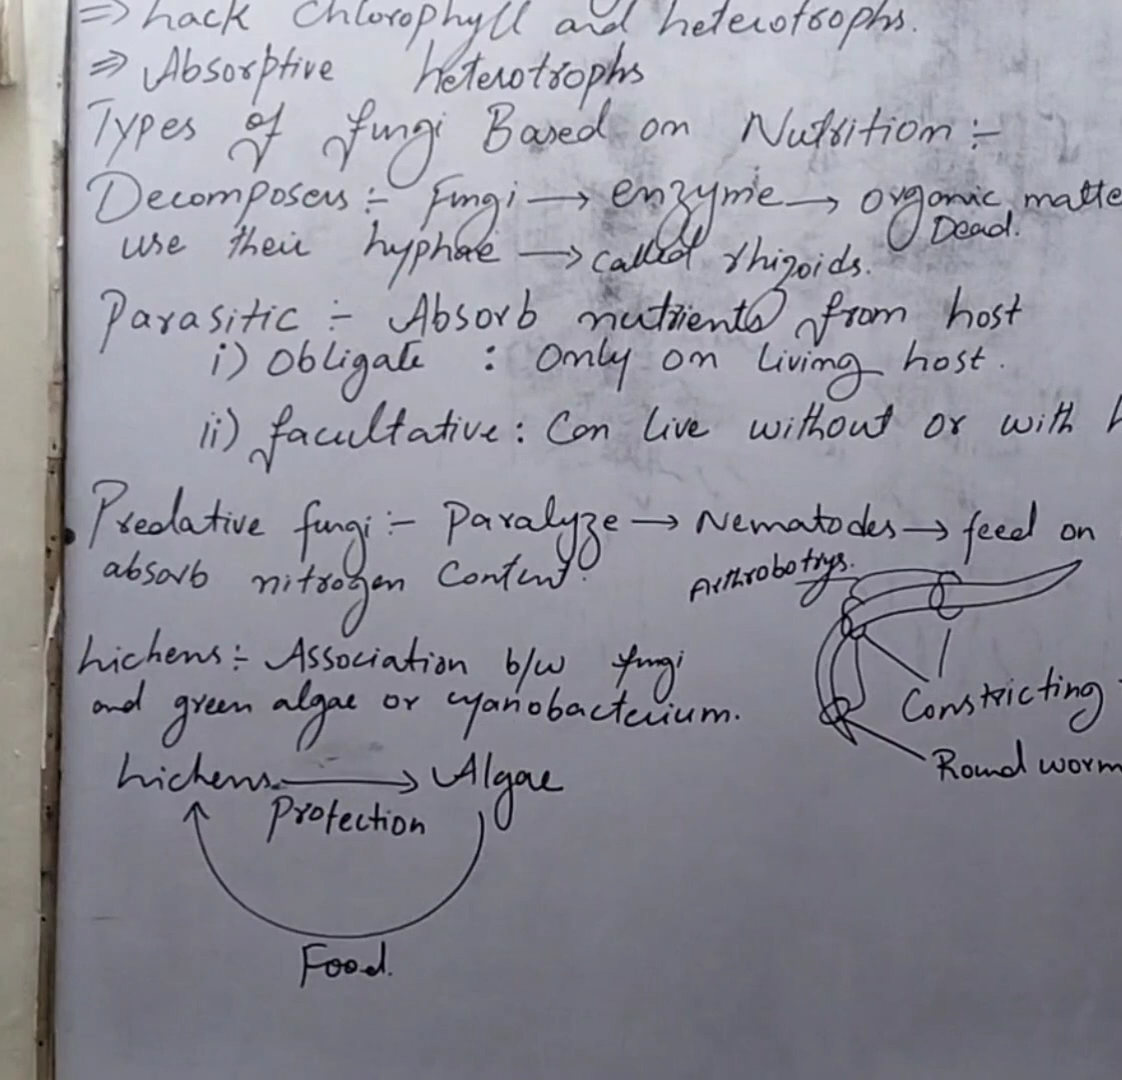 ⇒ Lack Chlorophyll and heterotrophs.
⇒ Absorptive heterotrophs
Types of fungi Based on Nutrition :-
Decomposers :- Fungi → enzyme → organic matte
Dead.
use their hyphae → called rhizoids.
Parasitic :- Absorb nutrients from host
i) Obligate : Only on living host.
ii) facultative : Can live without or with h
Predative fungi :- Paralyze → Nematodes → feed on
absorb nitrogen Content.
Arthrobotrys.
Constricting
Round worm
Lichens :- Association b/w fungi
and green algae or cyanobacterium.
Lichens → Algae
Protection
Food.